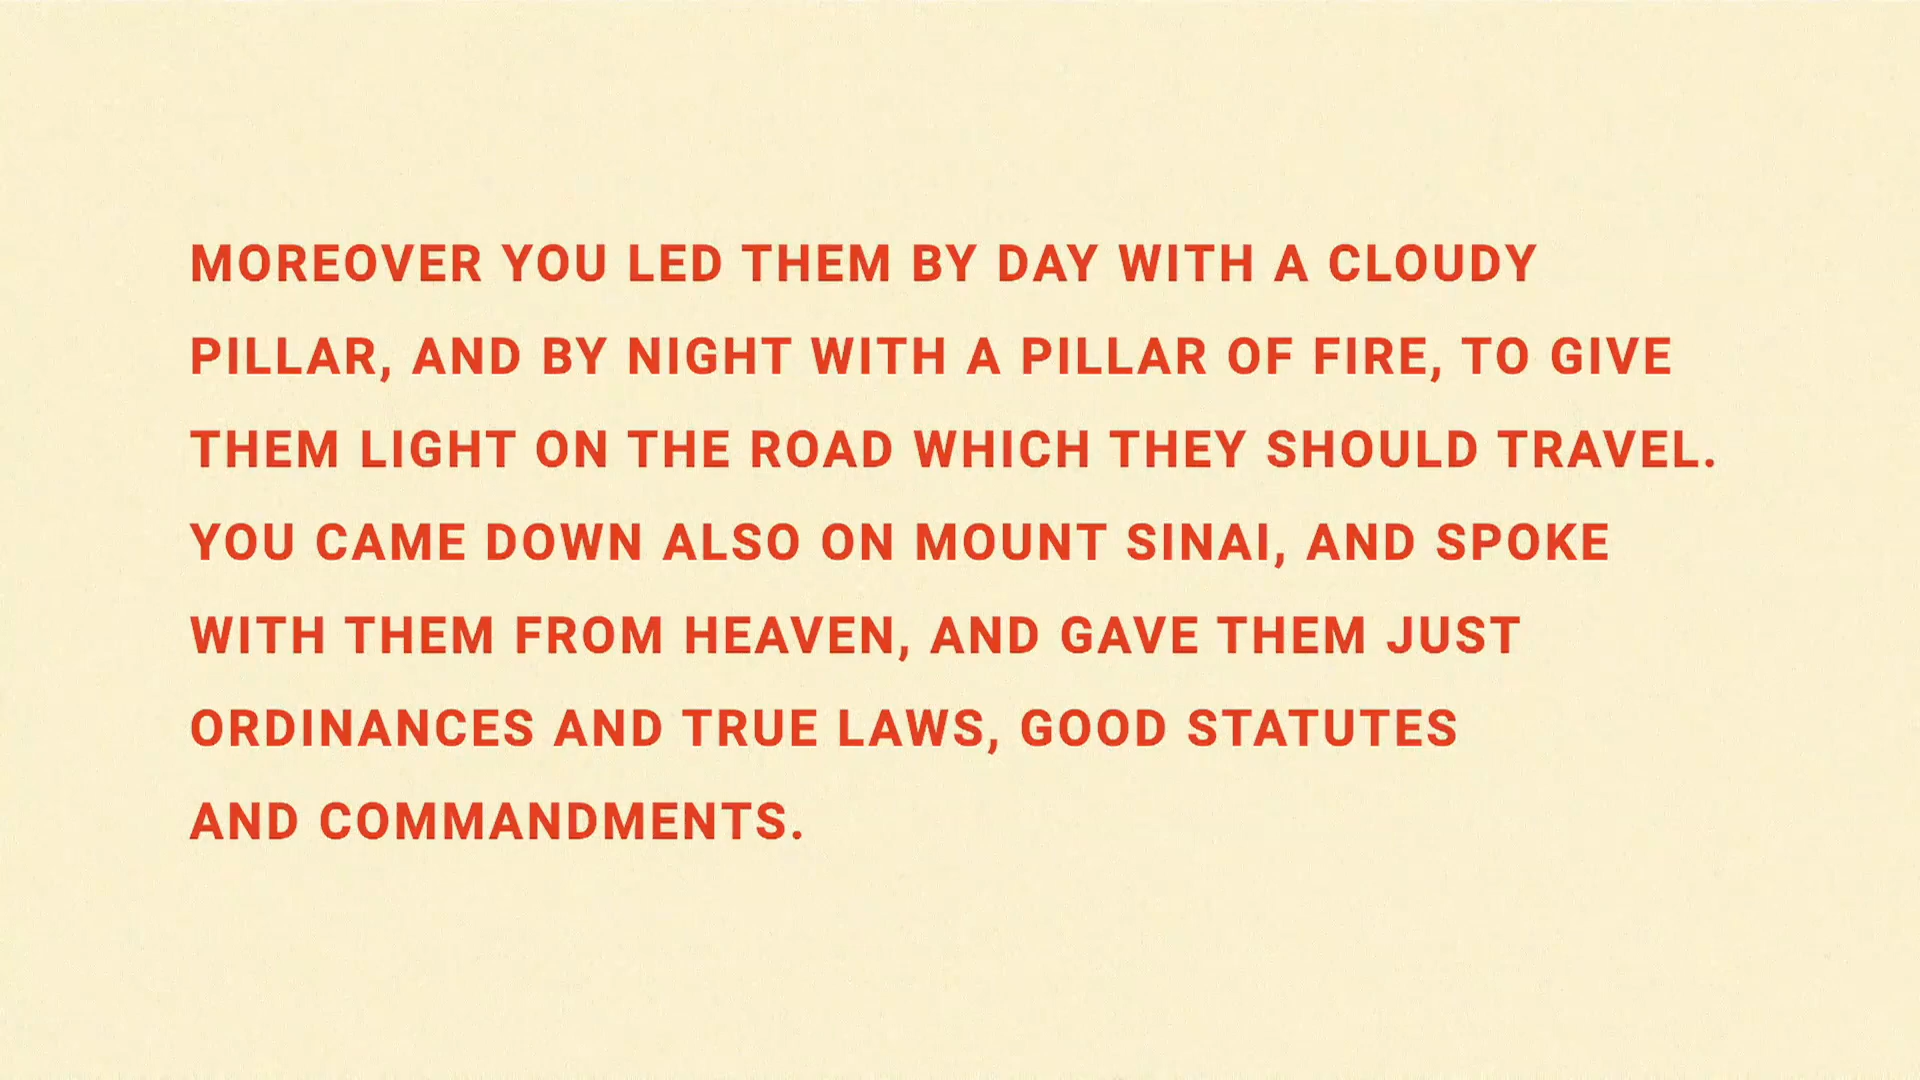 MOREOVER YOU LED THEM BY DAY WITH A CLOUDY
PILLAR, AND BY NIGHT WITH A PILLAR OF FIRE, TO GIVE
THEM LIGHT ON THE ROAD WHICH THEY SHOULD TRAVEL.
YOU CAME DOWN ALSO ON MOUNT SINAI, AND SPOKE
WITH THEM FROM HEAVEN, AND GAVE THEM JUST
ORDINANCES AND TRUE LAWS, GOOD STATUTES
AND COMMANDMENTS.